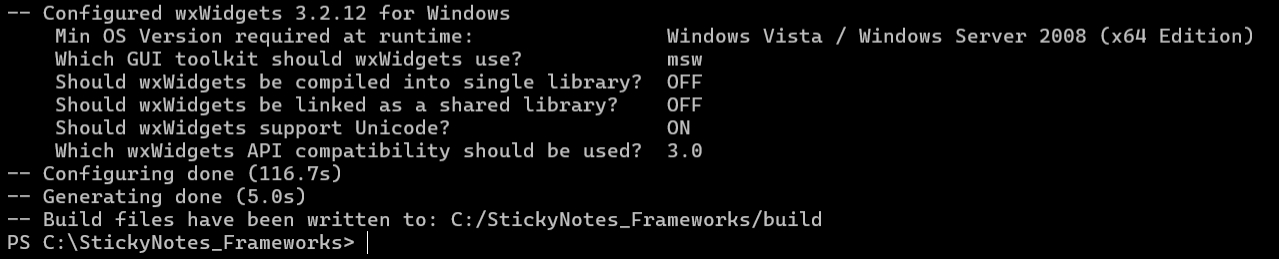 -- Configured wxWidgets 3.2.12 for Windows
    Min OS Version required at runtime:                Windows Vista / Windows Server 2008 (x64 Edition)
    Which GUI toolkit should wxWidgets use?            msw
    Should wxWidgets be compiled into single library?  OFF
    Should wxWidgets be linked as a shared library?    OFF
    Should wxWidgets support Unicode?                  ON
    Which wxWidgets API compatibility should be used?  3.0
-- Configuring done (116.7s)
-- Generating done (5.0s)
-- Build files have been written to: C:/StickyNotes_Frameworks/build
PS C:\StickyNotes_Frameworks>